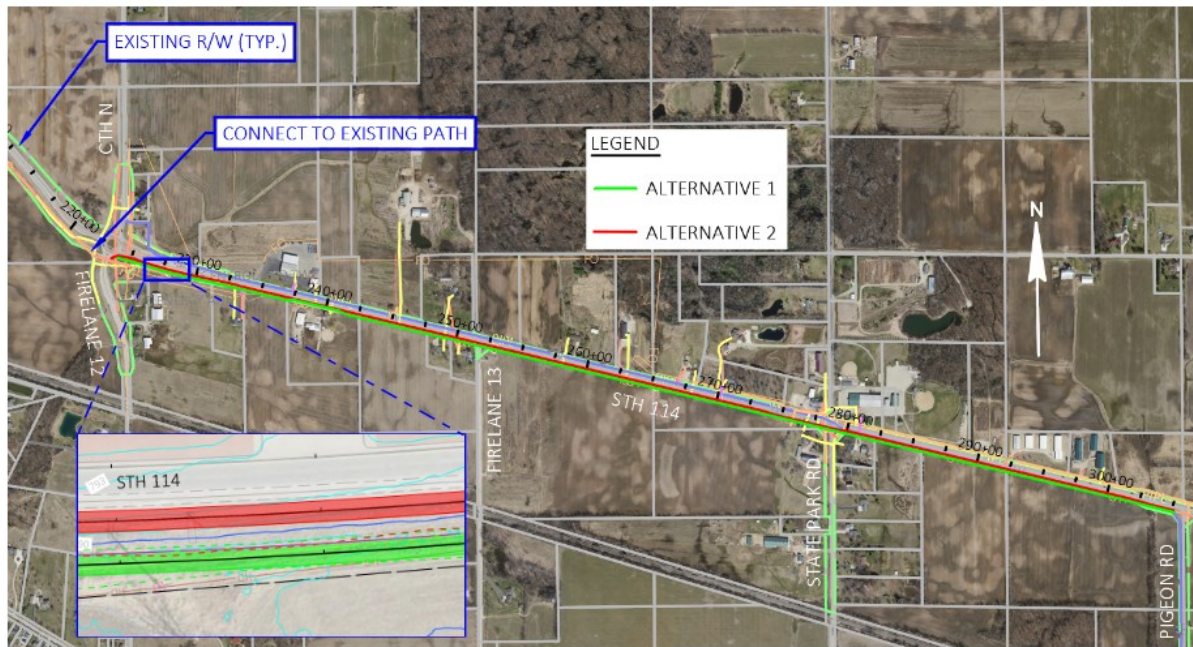 EXISTING R/W (TYP.)
CTH N
CONNECT TO EXISTING PATH
LEGEND
ALTERNATIVE 1
ALTERNATIVE 2
N
220+00
230+00
240+00
250+00
260+00
270+00
280+00
290+00
300+00
FIRELANE 12
FIRELANE 13
STH 114
STATE PARK RD
PIGEON RD
STH 114